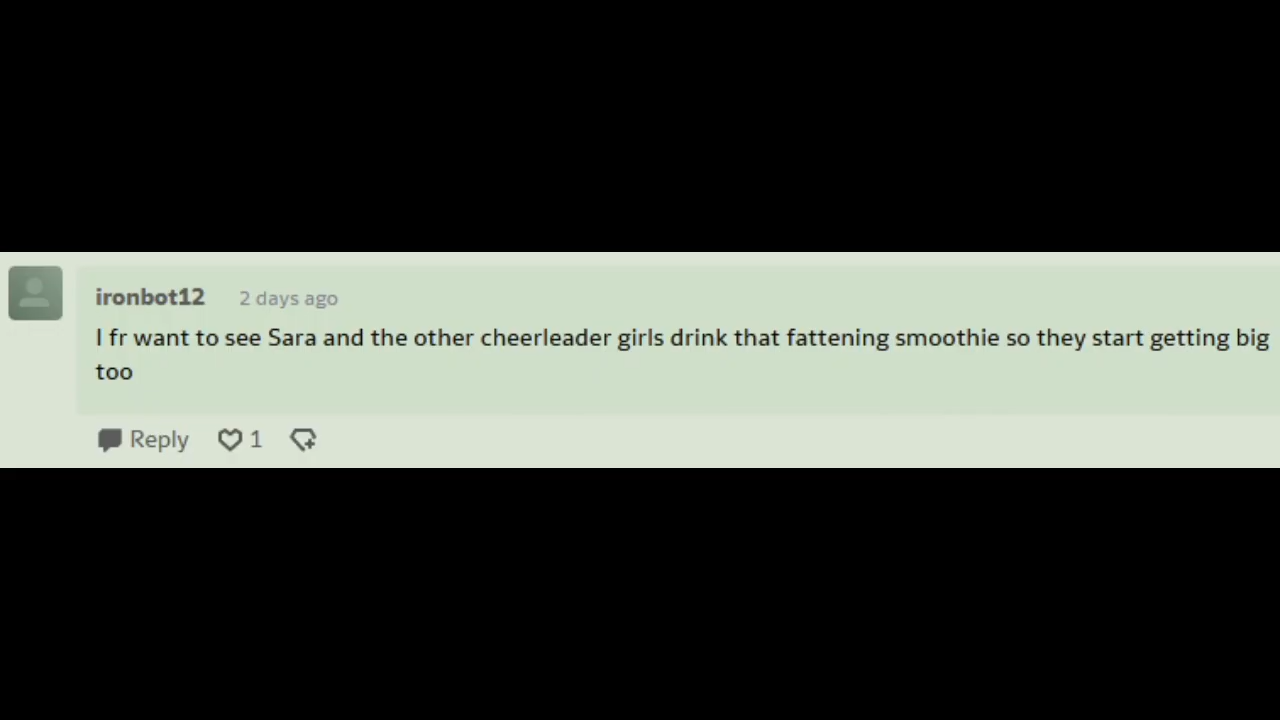 ironbot12 2 days ago
I fr want to see Sara and the other cheerleader girls drink that fattening smoothie so they start getting big
too
Reply 1